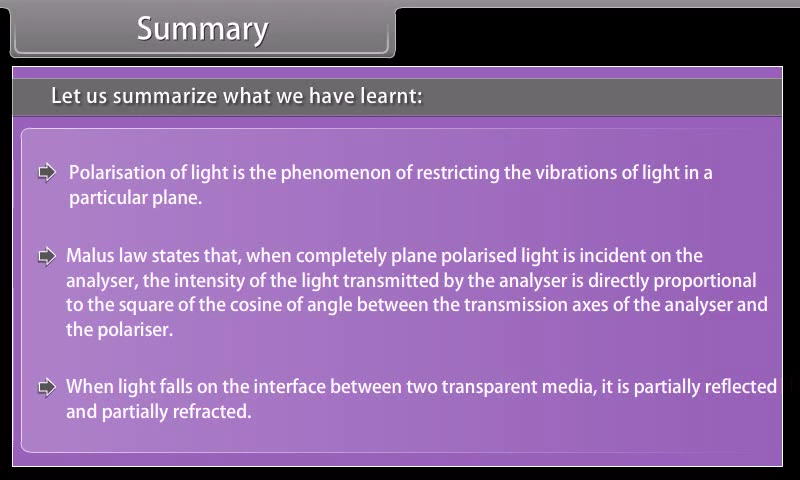 Summary
Let us summarize what we have learnt:
Polarisation of light is the phenomenon of restricting the vibrations of light in a
particular plane.
Malus law states that, when completely plane polarised light is incident on the
analyser, the intensity of the light transmitted by the analyser is directly proportional
to the square of the cosine of angle between the transmission axes of the analyser and
the polariser.
When light falls on the interface between two transparent media, it is partially reflected
and partially refracted.